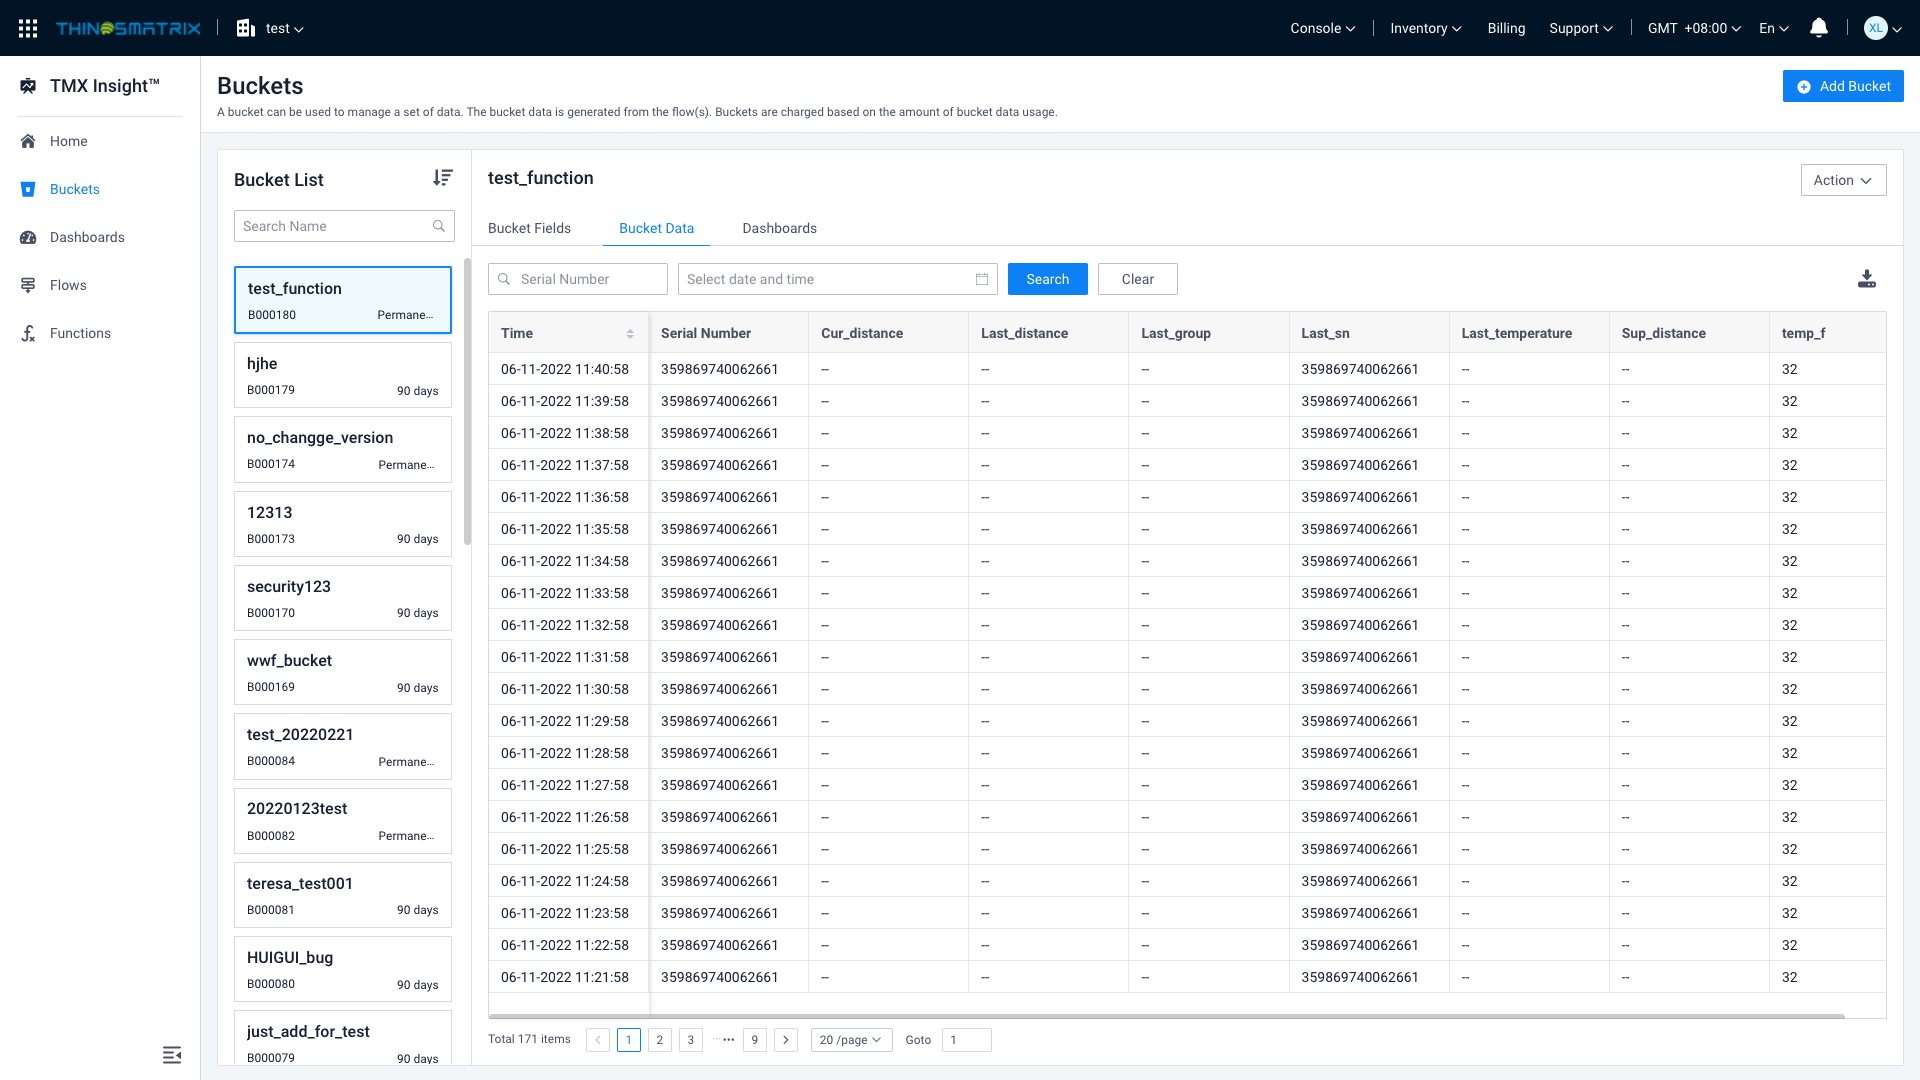 THINGSMATRIX
test
Console
Inventory
Billing
Support
GMT +08:00
En
XL
TMX Insight™
Home
Buckets
Dashboards
Flows
Functions
Buckets
A bucket can be used to manage a set of data. The bucket data is generated from the flow(s). Buckets are charged based on the amount of bucket data usage.
Add Bucket
Bucket List
Search Name
test_function
B000180 Permane...
hjhe
B000179 90 days
no_changge_version
B000174 Permane...
12313
B000173 90 days
security123
B000170 90 days
wwf_bucket
B000169 90 days
test_20220221
B000084 Permane...
20220123test
B000082 Permane...
teresa_test001
B000081 90 days
HUIGUI_bug
B000080 90 days
just_add_for_test
B000079 90 days
test_function
Action
Bucket Fields Bucket Data Dashboards
Serial Number Select date and time Search Clear
Time Serial Number Cur_distance Last_distance Last_group Last_sn Last_temperature Sup_distance temp_f
06-11-2022 11:40:58 359869740062661 -- -- -- 359869740062661 -- -- 32
06-11-2022 11:39:58 359869740062661 -- -- -- 359869740062661 -- -- 32
06-11-2022 11:38:58 359869740062661 -- -- -- 359869740062661 -- -- 32
06-11-2022 11:37:58 359869740062661 -- -- -- 359869740062661 -- -- 32
06-11-2022 11:36:58 359869740062661 -- -- -- 359869740062661 -- -- 32
06-11-2022 11:35:58 359869740062661 -- -- -- 359869740062661 -- -- 32
06-11-2022 11:34:58 359869740062661 -- -- -- 359869740062661 -- -- 32
06-11-2022 11:33:58 359869740062661 -- -- -- 359869740062661 -- -- 32
06-11-2022 11:32:58 359869740062661 -- -- -- 359869740062661 -- -- 32
06-11-2022 11:31:58 359869740062661 -- -- -- 359869740062661 -- -- 32
06-11-2022 11:30:58 359869740062661 -- -- -- 359869740062661 -- -- 32
06-11-2022 11:29:58 359869740062661 -- -- -- 359869740062661 -- -- 32
06-11-2022 11:28:58 359869740062661 -- -- -- 359869740062661 -- -- 32
06-11-2022 11:27:58 359869740062661 -- -- -- 359869740062661 -- -- 32
06-11-2022 11:26:58 359869740062661 -- -- -- 359869740062661 -- -- 32
06-11-2022 11:25:58 359869740062661 -- -- -- 359869740062661 -- -- 32
06-11-2022 11:24:58 359869740062661 -- -- -- 359869740062661 -- -- 32
06-11-2022 11:23:58 359869740062661 -- -- -- 359869740062661 -- -- 32
06-11-2022 11:22:58 359869740062661 -- -- -- 359869740062661 -- -- 32
06-11-2022 11:21:58 359869740062661 -- -- -- 359869740062661 -- -- 32
Total 171 items < 1 2 3 ••• 9 > 20 /page Goto 1